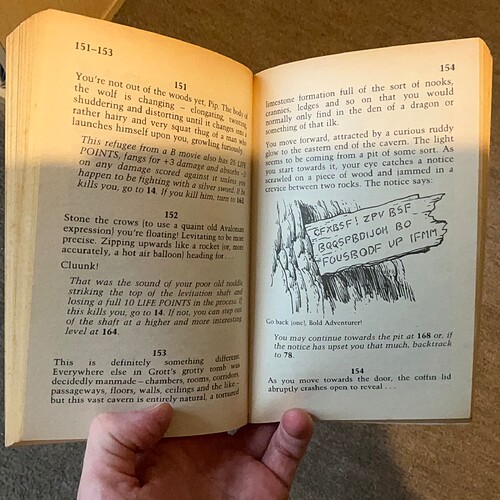 151–153
151
You're not out of the woods yet, Pip. The body of
the wolf is changing – elongating, twisting,
shuddering and distorting until it changes into a
rather hairy and very squat thug of a man who
launches himself upon you, growling furiously.
This refugee from a B movie also has 25 LIFE
POINTS, fangs for +3 damage and absorbs –3
on any damage scored against it unless you
happen to be fighting with a silver sword. If he
kills you, go to 14. If you kill him, turn to 162.
152
Stone the crows (to use a quaint old Avalonian
expression) you're floating! Levitating to be more
precise. Zipping upwards like a rocket (or, more
accurately, a hot air balloon) heading for . . .
Cluunk!
That was the sound of your poor old noddle
striking the top of the levitation shaft and
losing a full 10 LIFE POINTS in the process. If
this kills you, go to 14. If not, you can step out
of the shaft at a higher and more interesting
level at 164.
153
This is definitely something different.
Everywhere else in Grott's grotty tomb was
decidedly manmade – chambers, rooms, corridors,
passageways, floors, walls, ceilings and the like –
but this vast cavern is entirely natural, a tortured
154
limestone formation full of the sort of nooks,
crannies, ledges and so on that you would
normally only find in the den of a dragon or
something of that ilk.
You move forward, attracted by a curious ruddy
glow to the eastern end of the cavern. The light
seems to be coming from a pit of some sort. As
you start towards it, your eye catches a notice
scrawled on a piece of wood and jammed in a
crevice between two rocks. The notice says:
CFXBSF! ZPV BSF
BQQSPBDIJOH BO
FOUSBODF UP IFMM
Go back (one), Bold Adventurer!
You may continue towards the pit at 168 or, if
the notice has upset you that much, backtrack
to 78.
154
As you move towards the door, the coffin lid
abruptly crashes open to reveal . . .